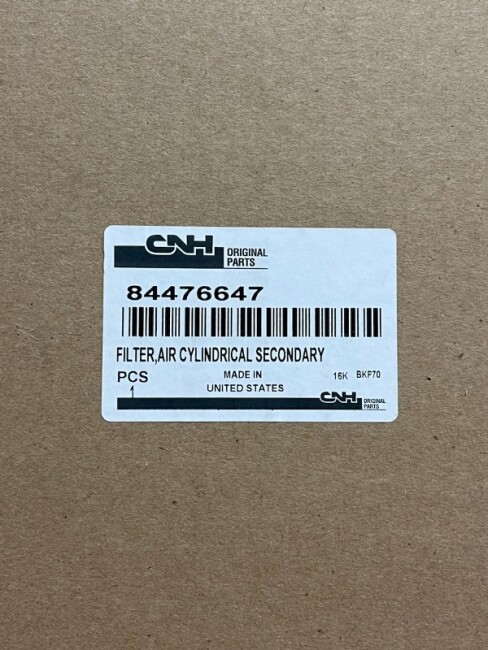 CNH ORIGINAL
PARTS
84476647
FILTER,AIR CYLINDRICAL SECONDARY
PCS MADE IN 16K BKP70
1 UNITED STATES
CNH ORIGINAL
PARTS